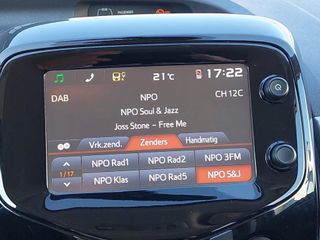 PASSENGER
21°C 17:22
DAB NPO CH 12C
NPO Soul & Jazz
Joss Stone – Free Me
Vrk.zend. Zenders Handmatig
NPO Rad1 NPO Rad2 NPO 3FM
1/17
NPO Klas NPO Rad5 NPO S&J